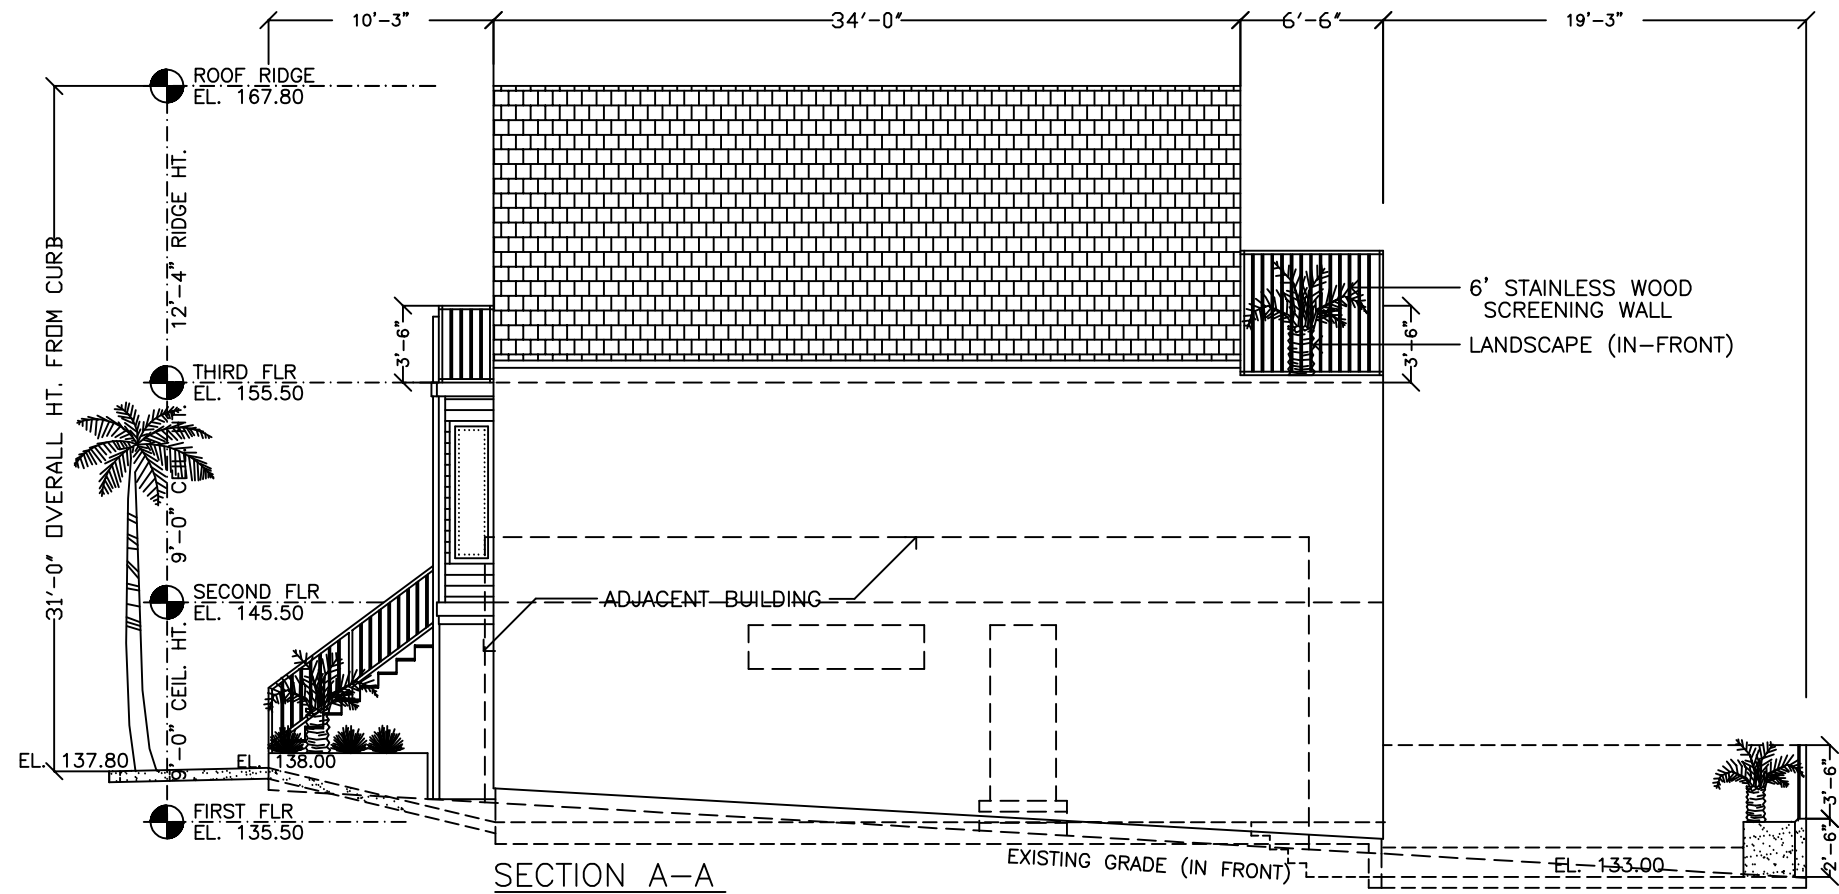 10'-3"
34'-0"
6'-6"
19'-3"
ROOF RIDGE
EL. 167.80
12'-4" RIDGE HT.
31'-0" OVERALL HT. FROM CURB
6' STAINLESS WOOD
SCREENING WALL
LANDSCAPE (IN-FRONT)
3'-6"
3'-6"
THIRD FLR
EL. 155.50
9'-0" CEIL. HT.
SECOND FLR
EL. 145.50
ADJACENT BUILDING
9'-0" CEIL. HT.
EL. 137.80
EL. 138.00
FIRST FLR
EL. 135.50
3'-6"
2'-6"
EXISTING GRADE (IN FRONT)
EL. 133.00
SECTION A-A